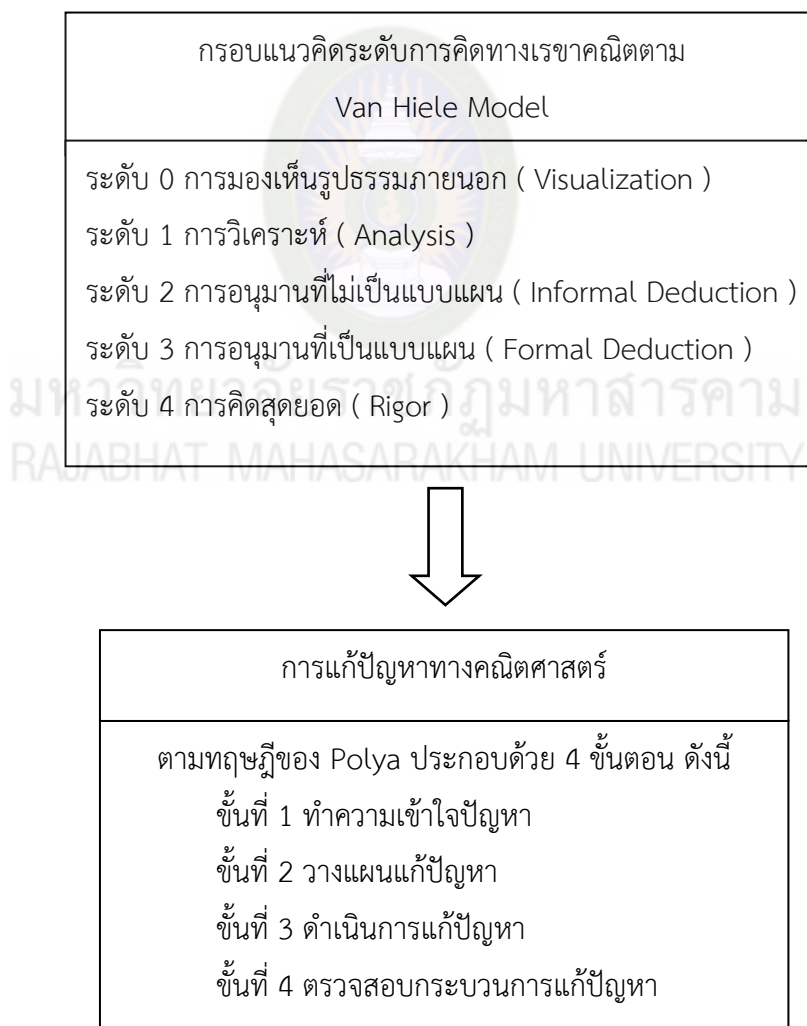 กรอบแนวคิดระดับการคิดทางเรขาคณิตตาม
Van Hiele Model
ระดับ 0 การมองเห็นรูปธรรมภายนอก ( Visualization )
ระดับ 1 การวิเคราะห์ ( Analysis )
ระดับ 2 การอนุมานที่ไม่เป็นแบบแผน ( Informal Deduction )
ระดับ 3 การอนุมานที่เป็นแบบแผน ( Formal Deduction )
มหาวิทยาลัยราชภัฏมหาสารคาม
ระดับ 4 การคิดสุดยอด ( Rigor )
RAJABHAT MAHASARAKHAM UNIVERSITY
การแก้ปัญหาทางคณิตศาสตร์
ตามทฤษฎีของ Polya ประกอบด้วย 4 ขั้นตอน ดังนี้
ขั้นที่ 1 ทำความเข้าใจปัญหา
ขั้นที่ 2 วางแผนแก้ปัญหา
ขั้นที่ 3 ดำเนินการแก้ปัญหา
ขั้นที่ 4 ตรวจสอบกระบวนการแก้ปัญหา